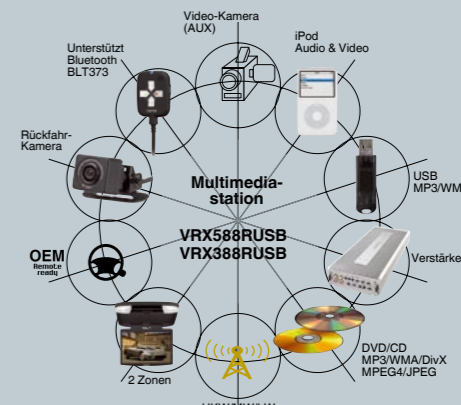 Video-Kamera
(AUX)
iPod
Audio & Video
Unterstützt
Bluetooth
BLT373
Rückfahr-
Kamera
USB
MP3/WM
Multimedia-
station
VRX588RUSB
VRX388RUSB
OEM
Remote
ready
Verstärke
DVD/CD
MP3/WMA/DivX
MPEG4/JPEG
2 Zonen